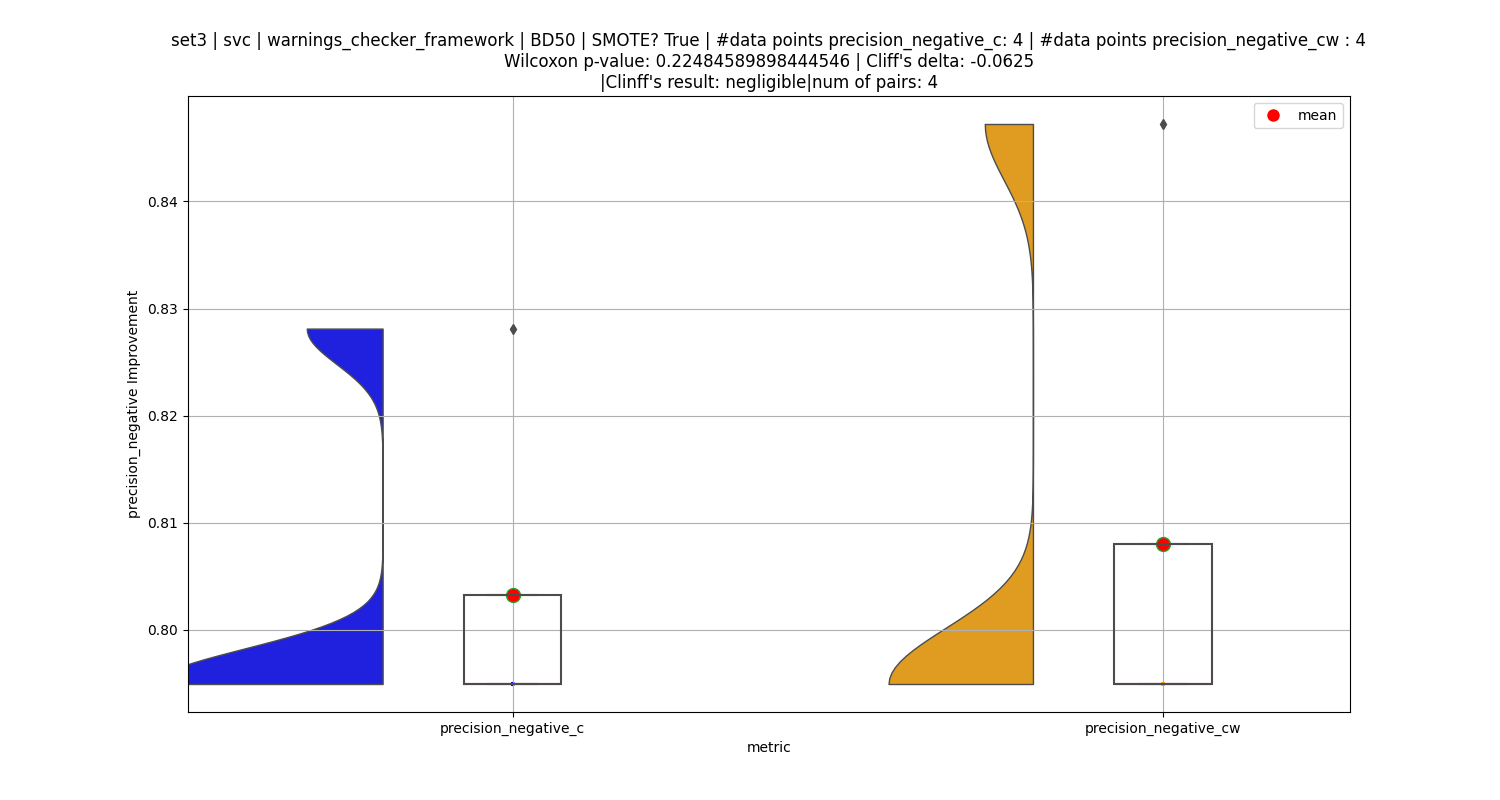 set3 | svc | warnings_checker_framework | BD50 | SMOTE? True | #data points precision_negative_c: 4 | #data points precision_negative_cw : 4
Wilcoxon p-value: 0.22484589898444546 | Cliff's delta: -0.0625
|Clinff's result: negligible|num of pairs: 4
mean
0.84
0.83
0.82
0.81
0.80
precision_negative Improvement
precision_negative_c
precision_negative_cw
metric